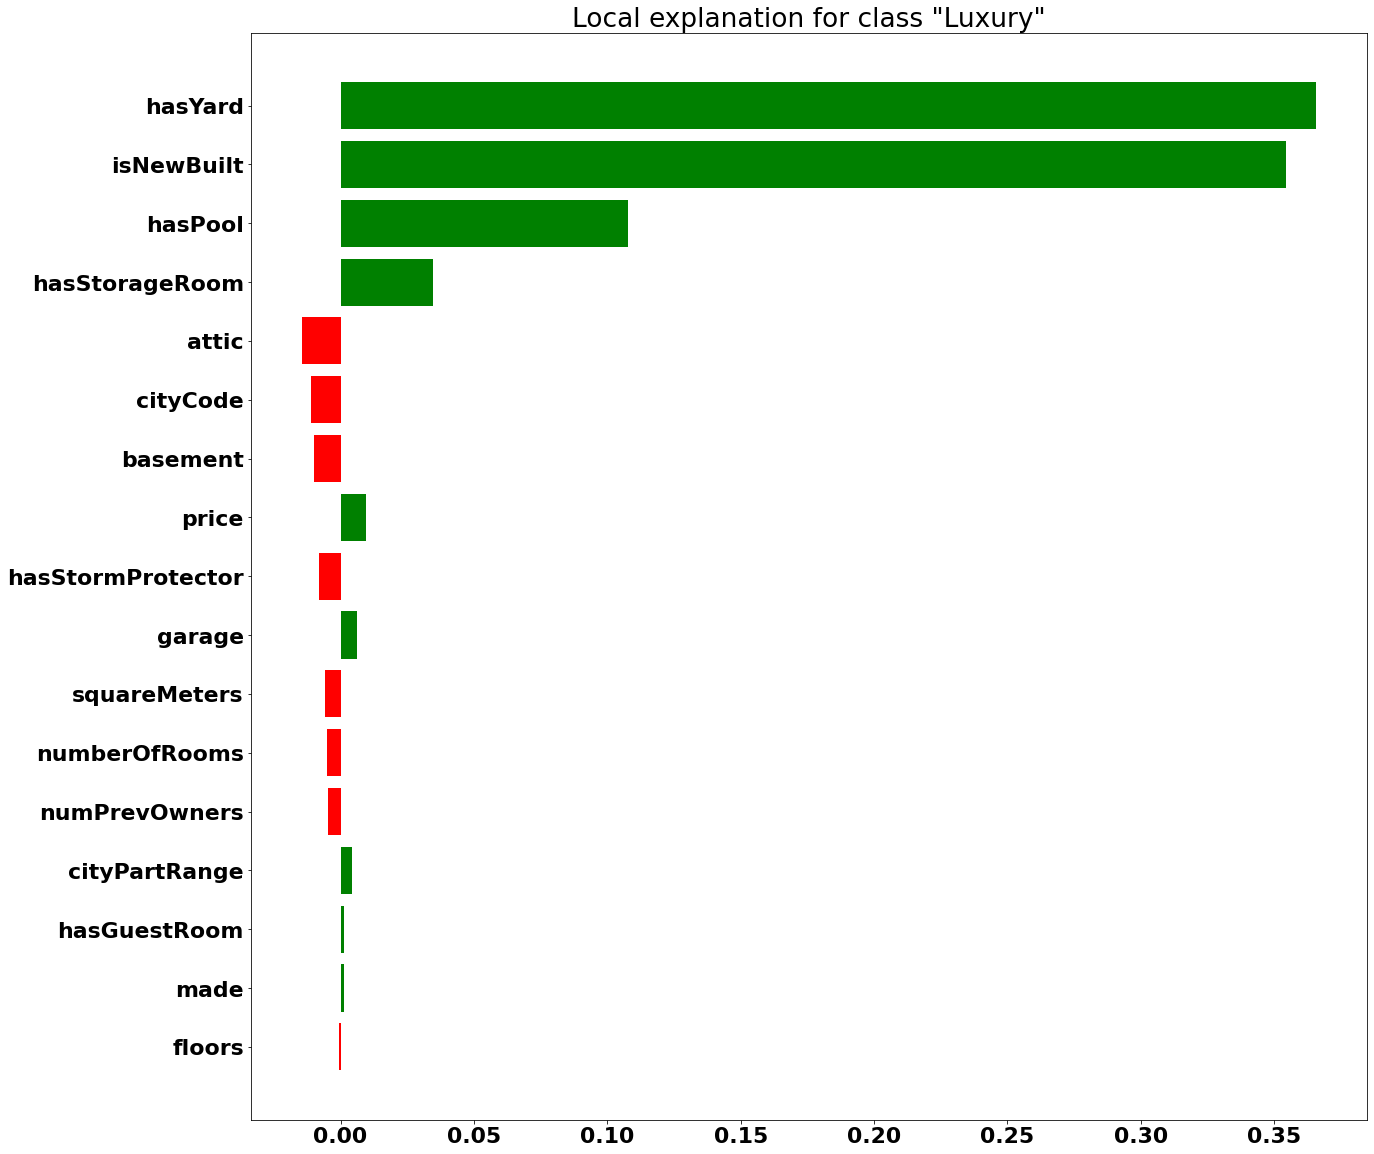 Local explanation for class "Luxury"
hasYard
isNewBuilt
hasPool
hasStorageRoom
attic
cityCode
basement
price
hasStormProtector
garage
squareMeters
numberOfRooms
numPrevOwners
cityPartRange
hasGuestRoom
made
floors
0.00 0.05 0.10 0.15 0.20 0.25 0.30 0.35